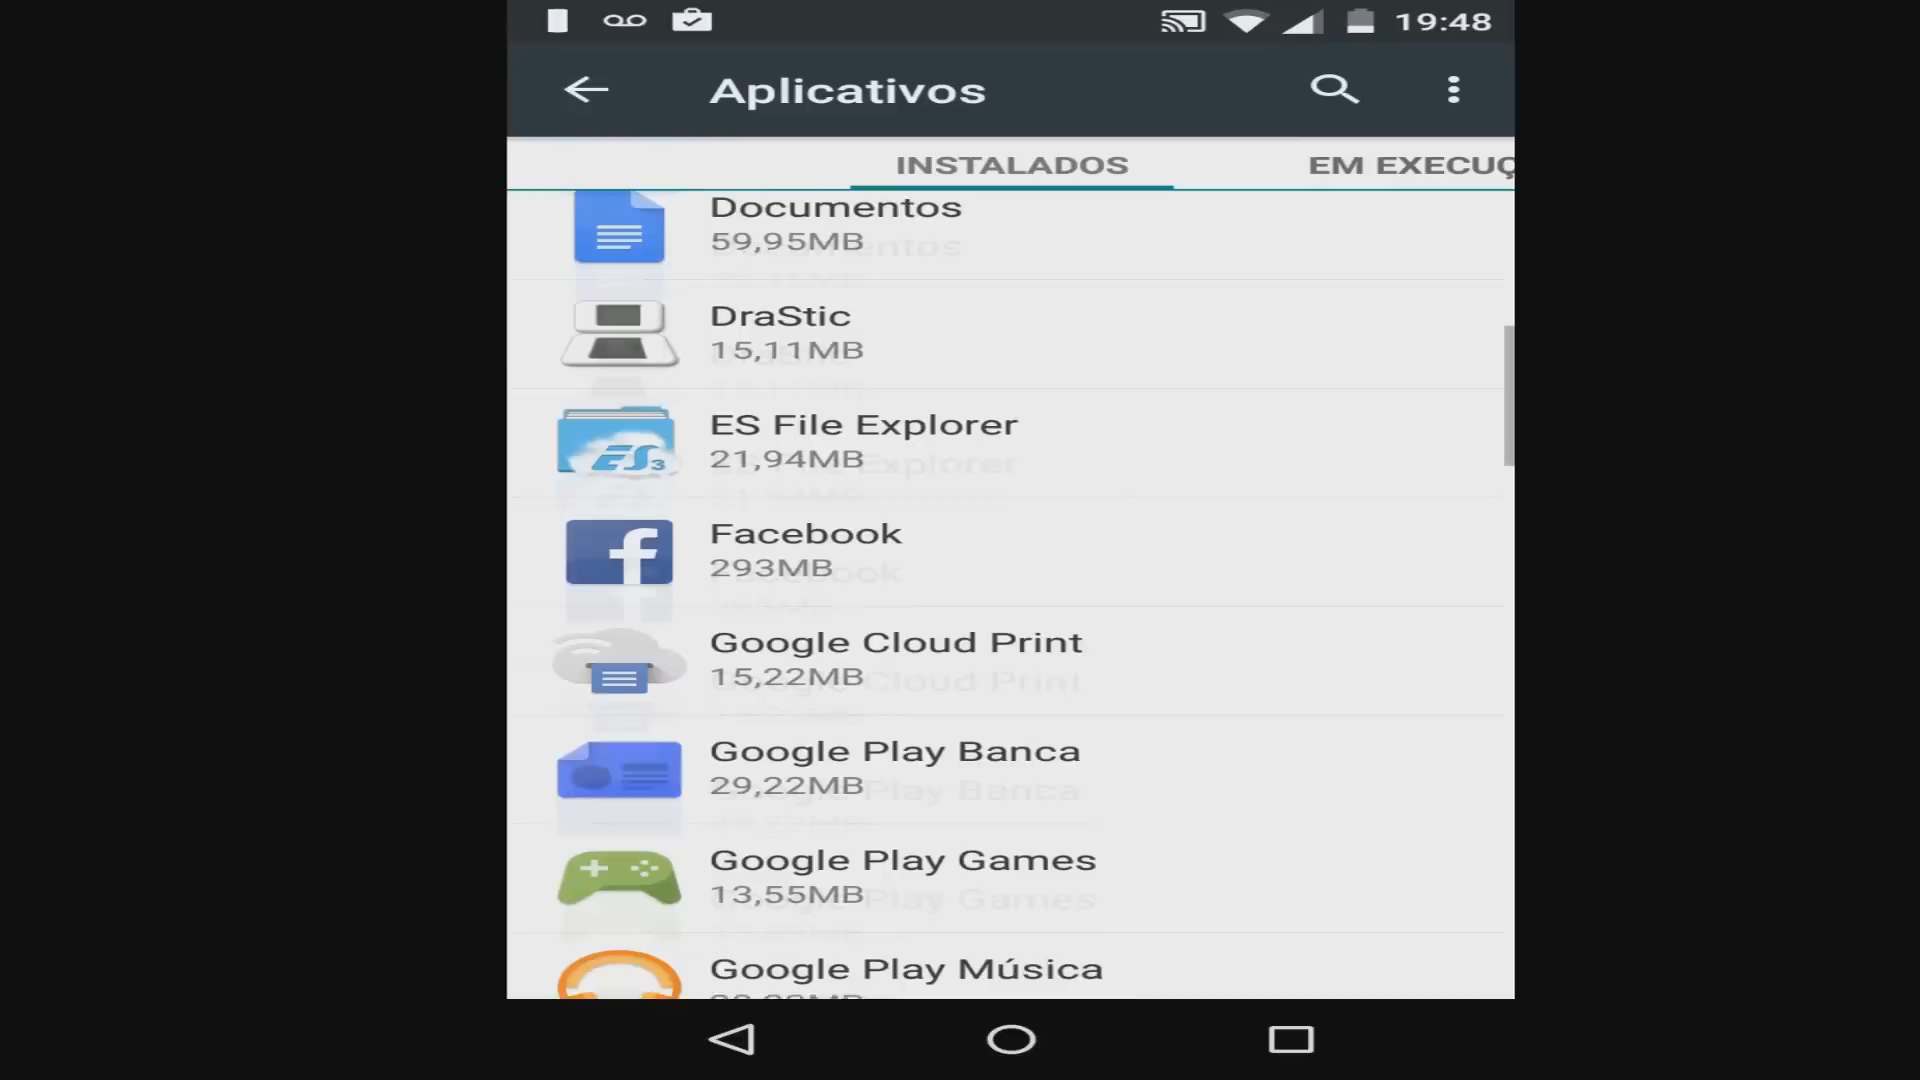 19:48
Aplicativos
INSTALADOS
EM EXECUÇ
Documentos
59,95MB
DraStic
15,11MB
ES File Explorer
21,94MB
Facebook
293MB
Google Cloud Print
15,22MB
Google Play Banca
29,22MB
Google Play Games
13,55MB
Google Play Música